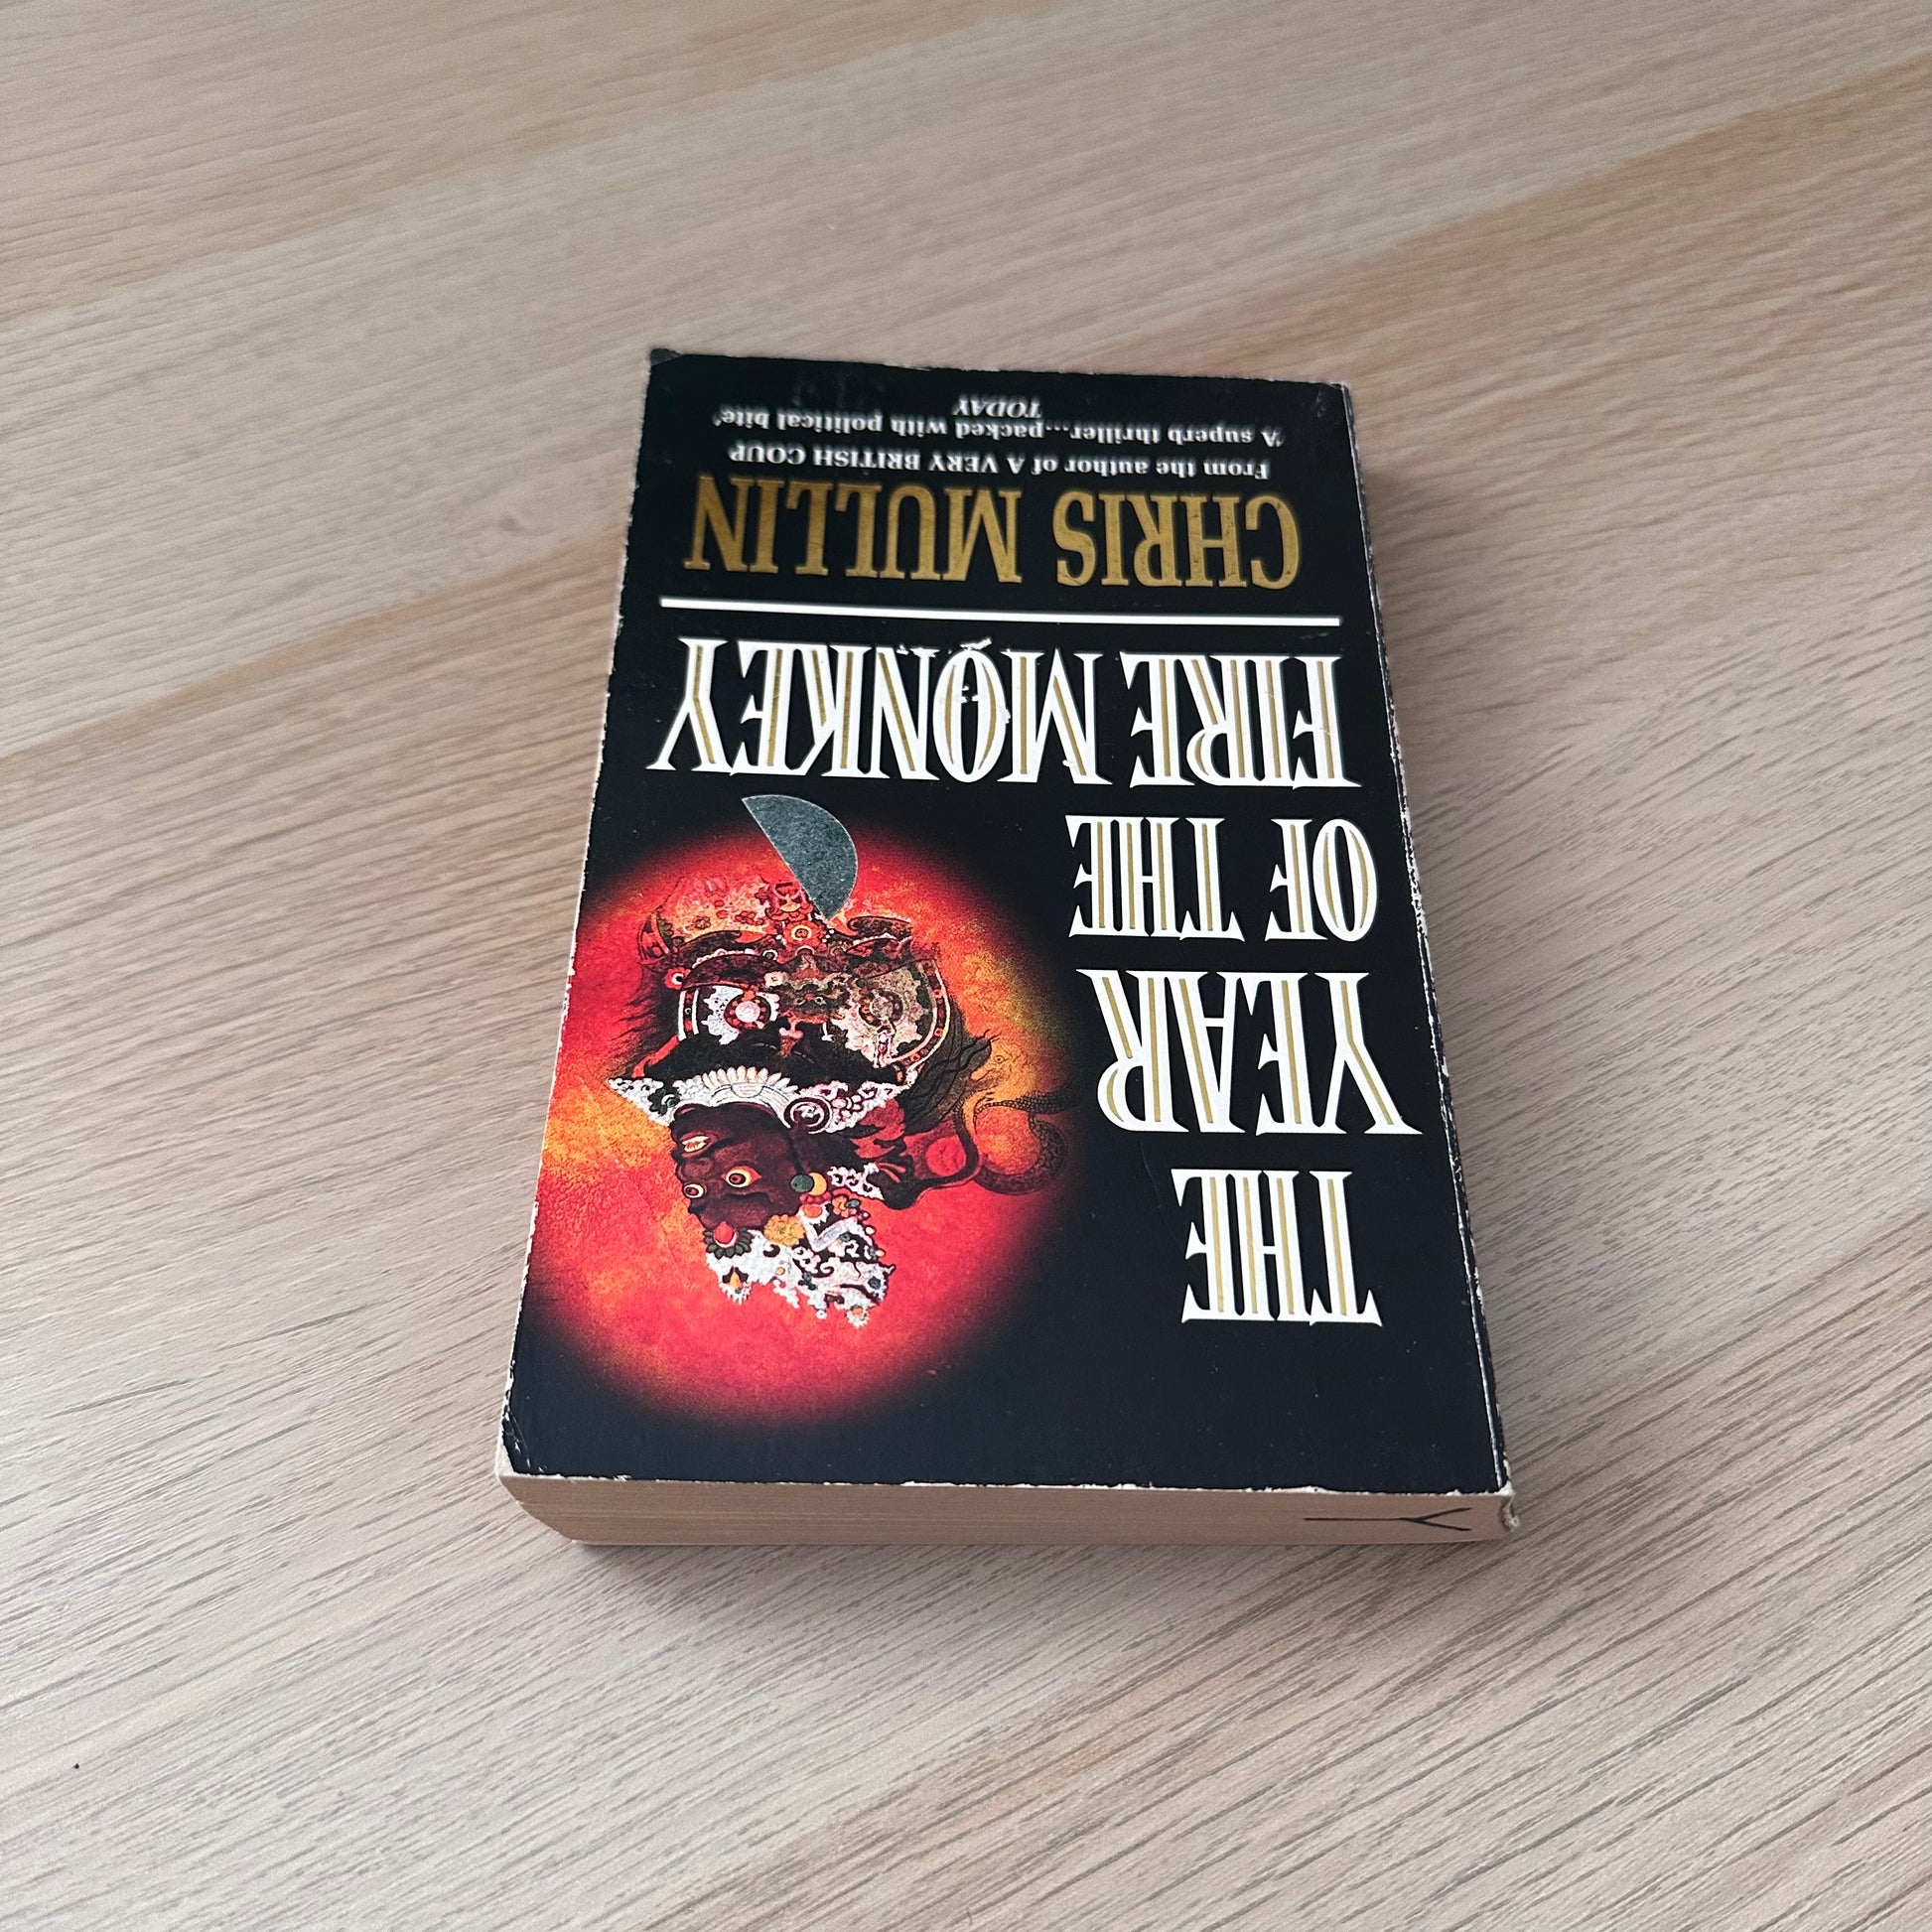 THE
YEAR
OF THE
FIRE MONKEY
CHRIS MULLIN
From the author of A VERY BRITISH COUP
'A superb thriller...packed with political bite'
TODAY